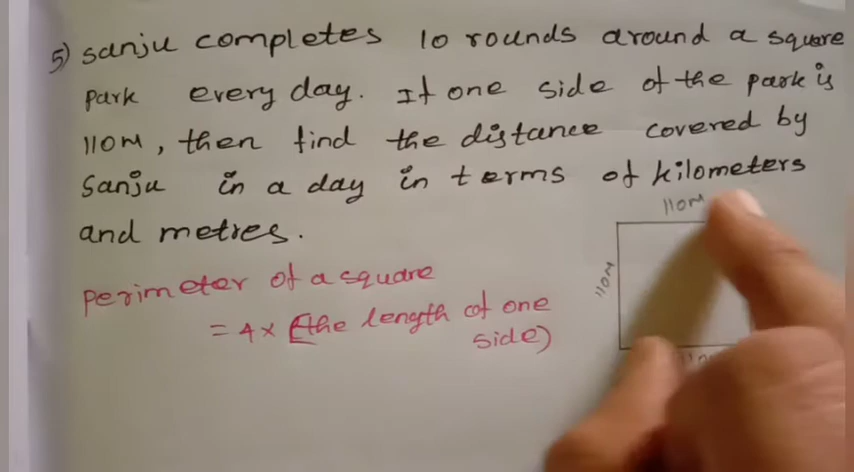 5) Sanju completes 10 rounds around a square
park every day. If one side of the park is
110M, then find the distance covered by
Sanju in a day in terms of kilometers
and metres.
110M
Perimeter of a square
110M
= 4 × (the length of one
side)